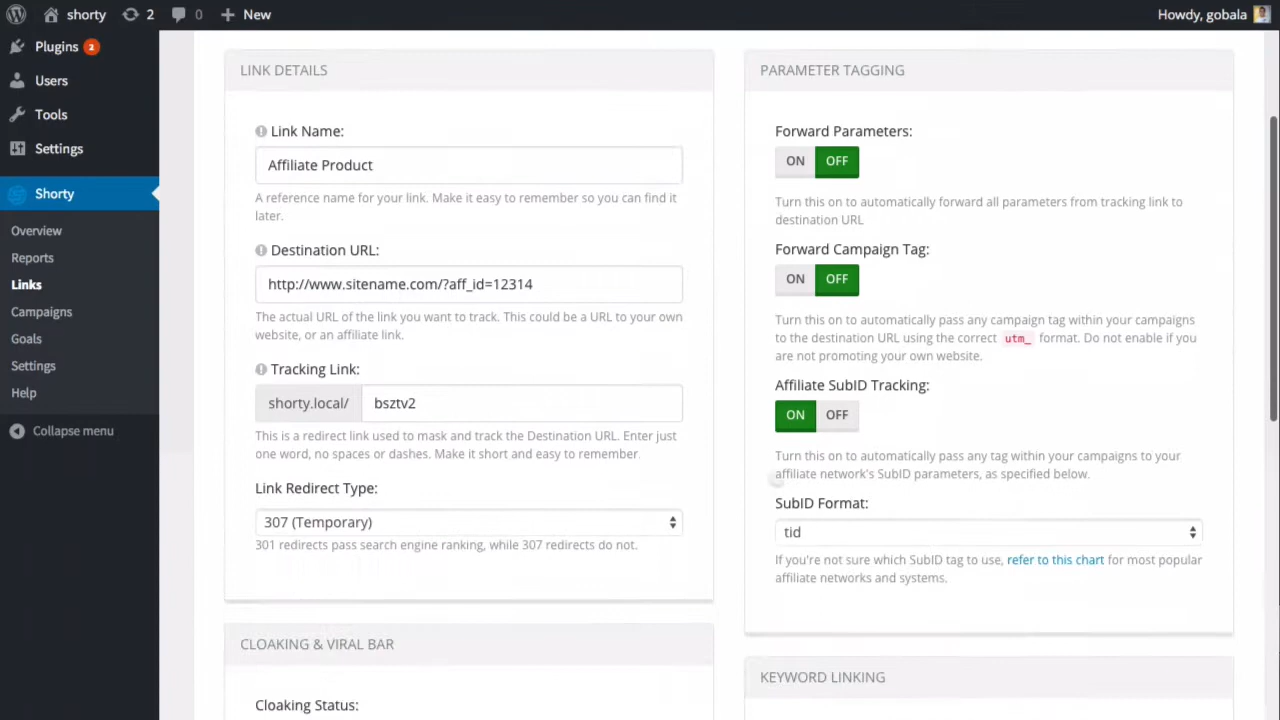 shorty
2
0
New
Howdy, gobala
Plugins 2
Users
Tools
Settings
Shorty
Overview
Reports
Links
Campaigns
Goals
Settings
Help
Collapse menu
LINK DETAILS
Link Name:
Affiliate Product
A reference name for your link. Make it easy to remember so you can find it
later.
Destination URL:
http://www.sitename.com/?aff_id=12314
The actual URL of the link you want to track. This could be a URL to your own
website, or an affiliate link.
Tracking Link:
shorty.local/ bsztv2
This is a redirect link used to mask and track the Destination URL. Enter just
one word, no spaces or dashes. Make it short and easy to remember.
Link Redirect Type:
307 (Temporary)
301 redirects pass search engine ranking, while 307 redirects do not.
CLOAKING & VIRAL BAR
Cloaking Status:
PARAMETER TAGGING
Forward Parameters:
ON OFF
Turn this on to automatically forward all parameters from tracking link to
destination URL
Forward Campaign Tag:
ON OFF
Turn this on to automatically pass any campaign tag within your campaigns
to the destination URL using the correct utm_ format. Do not enable if you
are not promoting your own website.
Affiliate SubID Tracking:
ON OFF
Turn this on to automatically pass any tag within your campaigns to your
affiliate network's SubID parameters, as specified below.
SubID Format:
tid
If you're not sure which SubID tag to use, refer to this chart for most popular
affiliate networks and systems.
KEYWORD LINKING